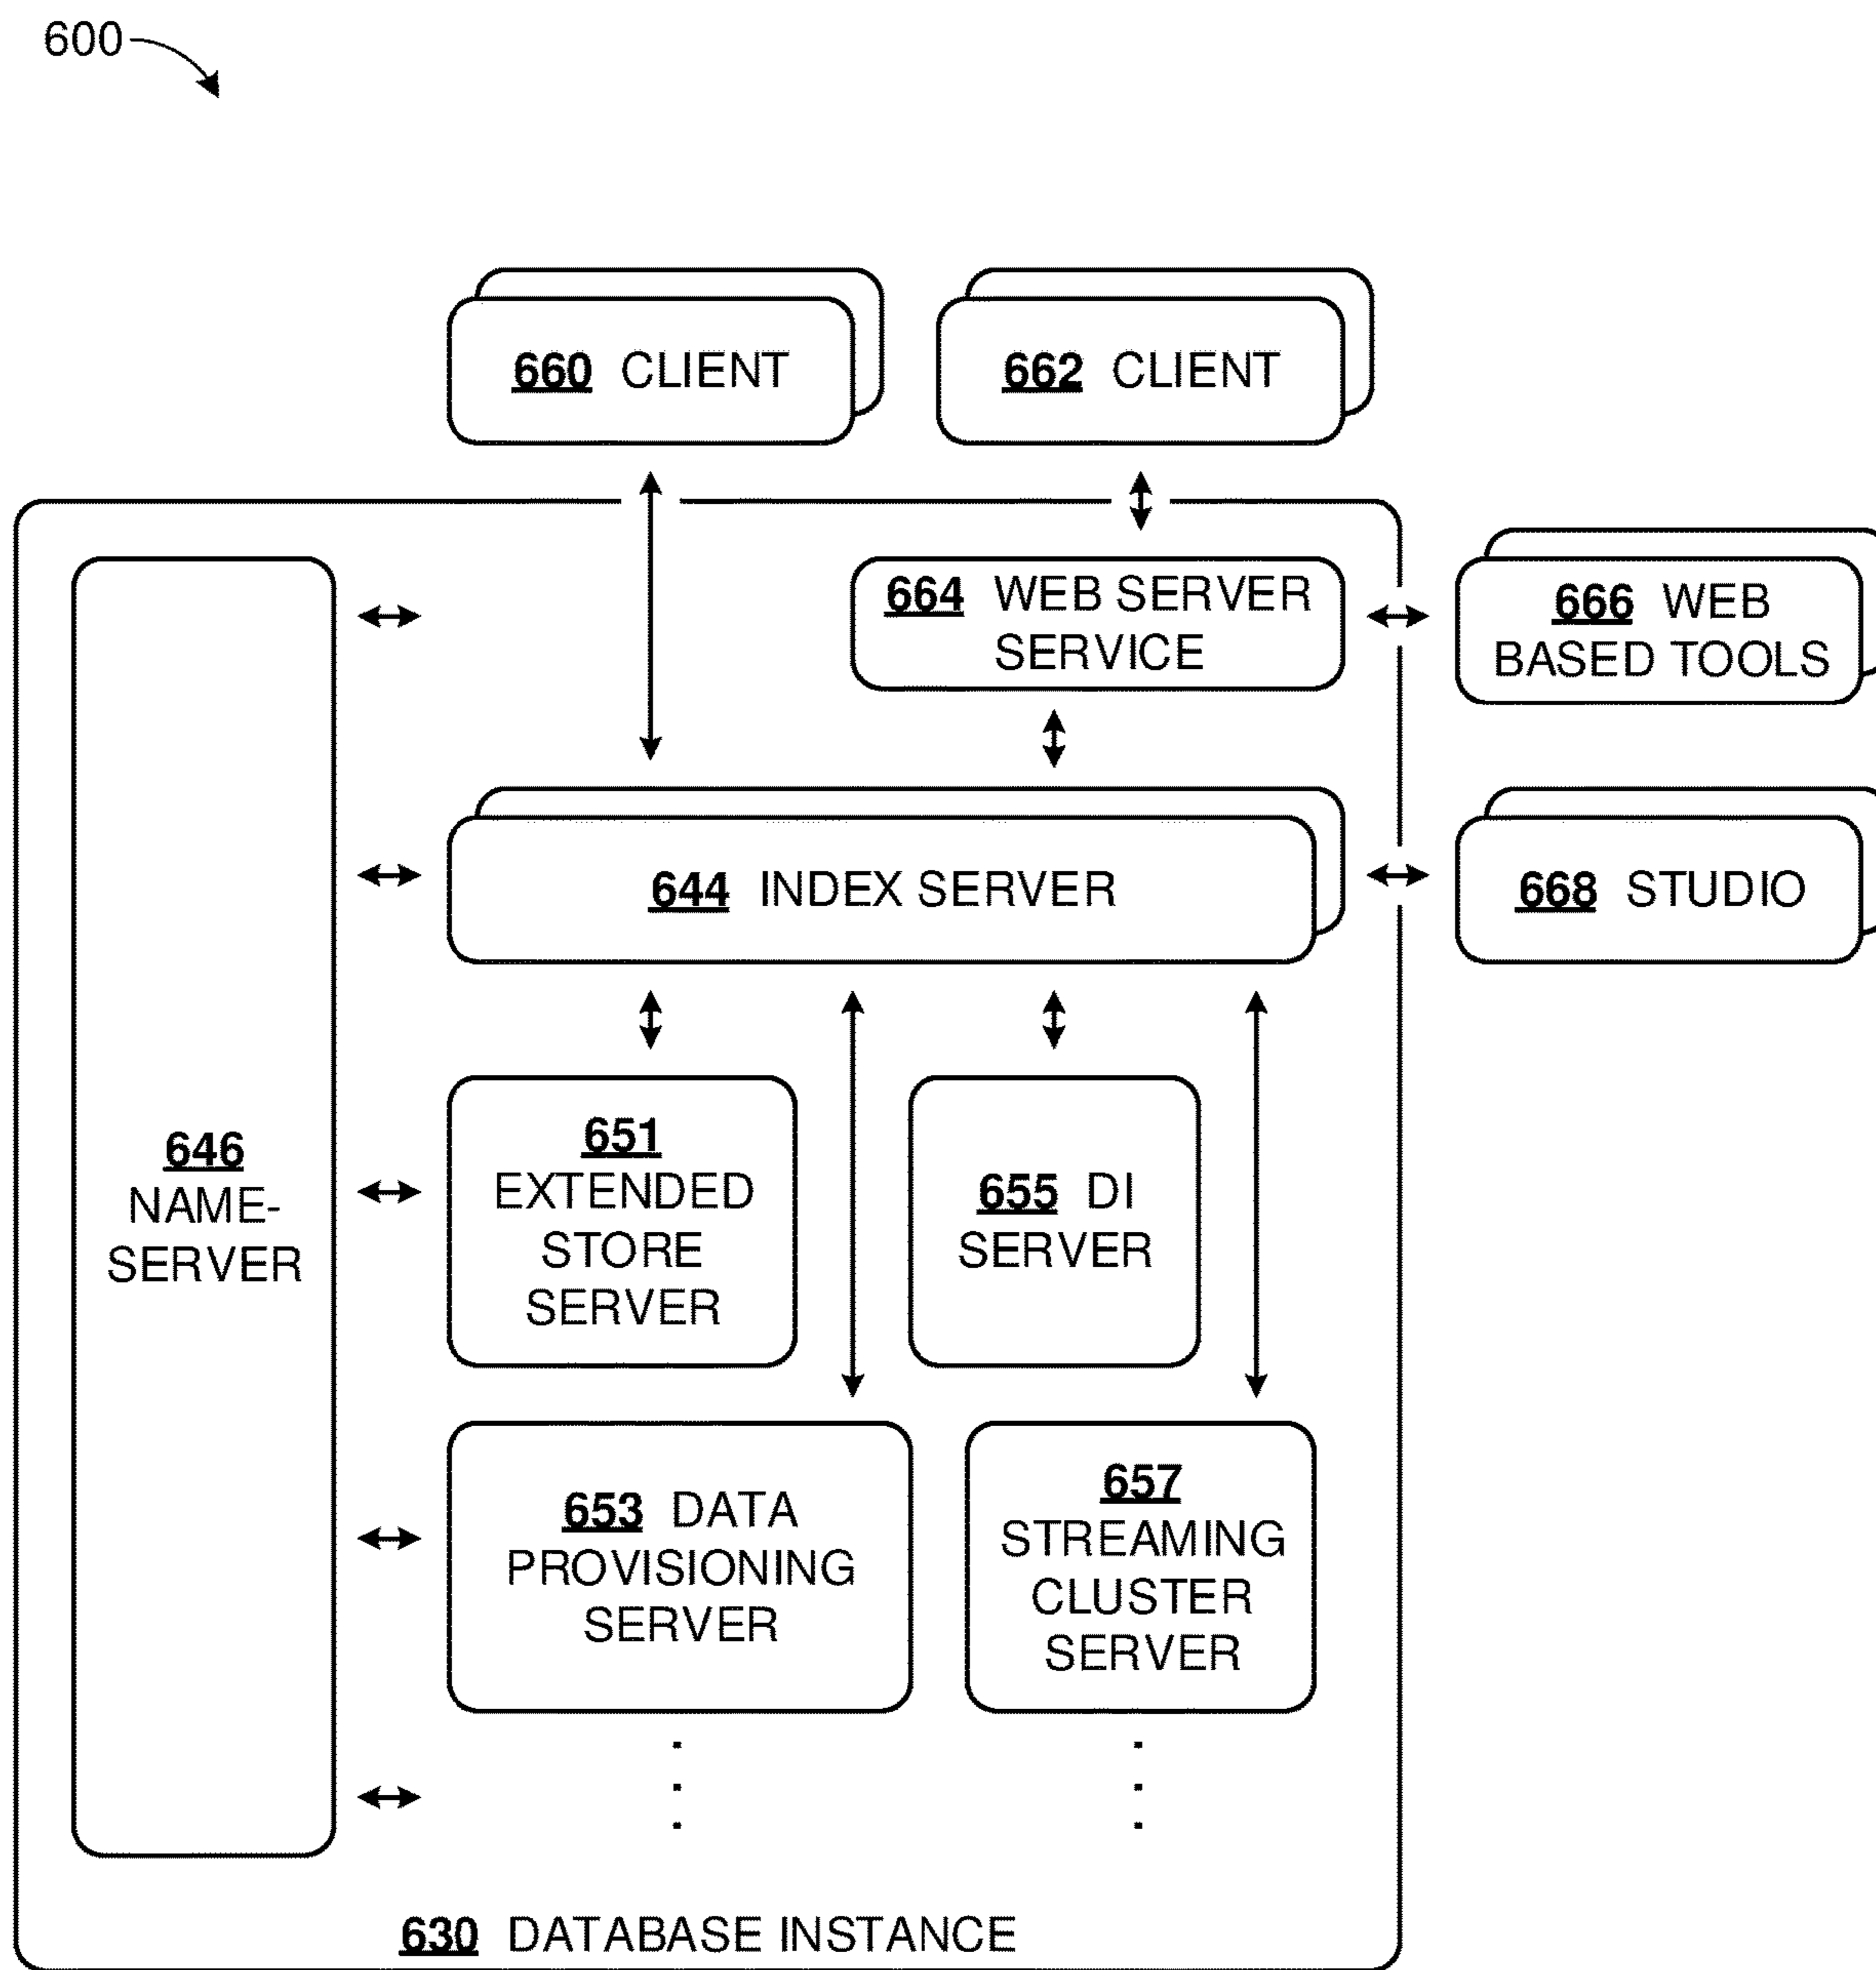 600
660 CLIENT
662 CLIENT
664 WEB SERVER
SERVICE
666 WEB
BASED TOOLS
644 INDEX SERVER
668 STUDIO
646
NAME-
SERVER
651
EXTENDED
STORE
SERVER
655 DI
SERVER
653 DATA
PROVISIONING
SERVER
657
STREAMING
CLUSTER
SERVER
630 DATABASE INSTANCE